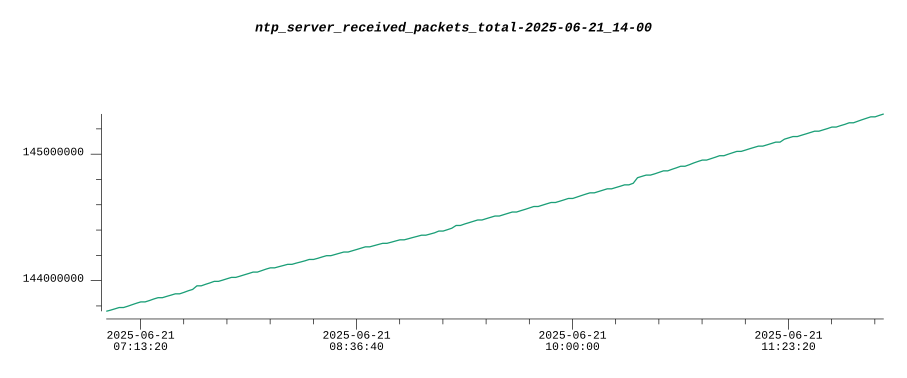 ntp_server_received_packets_total-2025-06-21_14-00
145000000
144000000
2025-06-21 2025-06-21 2025-06-21 2025-06-21
07:13:20 08:36:40 10:00:00 11:23:20